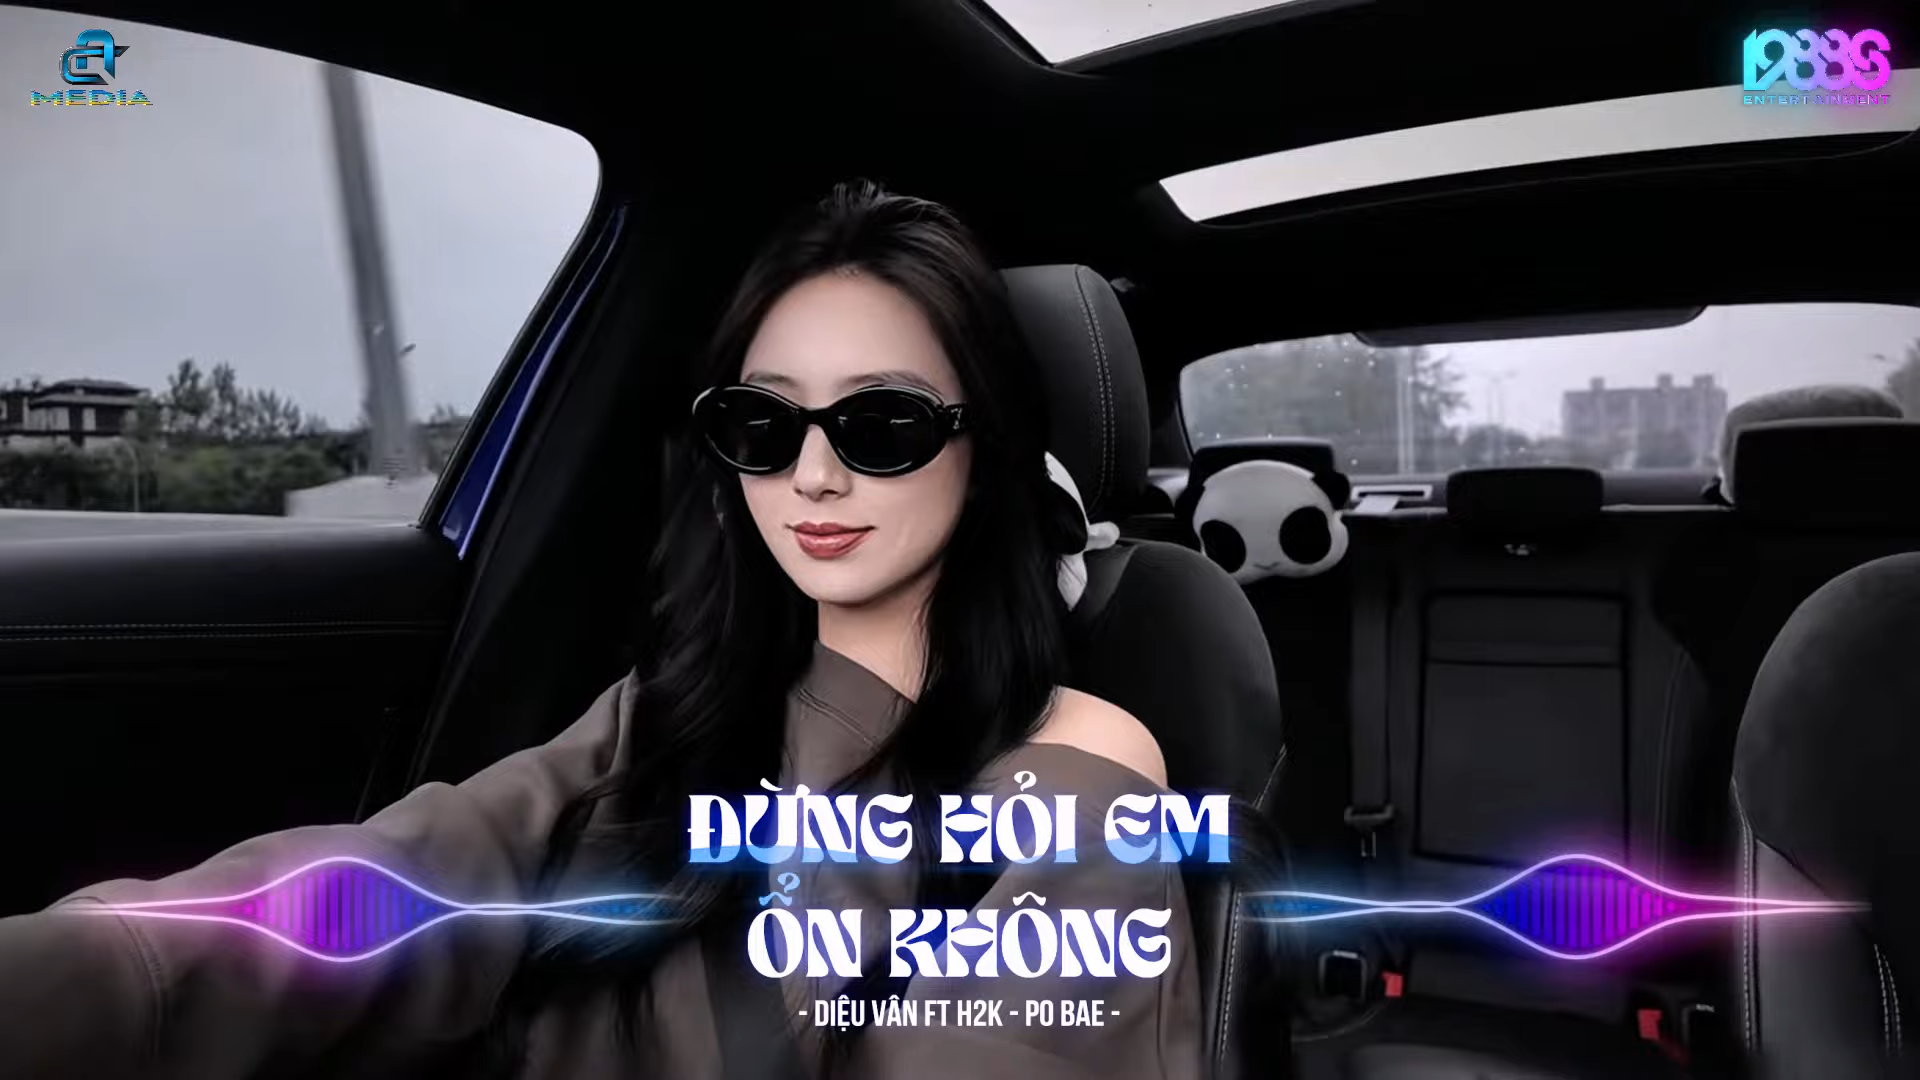 MEDIA
1988S
ENTERTAINMENT
ĐỪNG HỎI EM
ỔN KHÔNG
- DIỆU VÂN FT H2K - PO BAE -